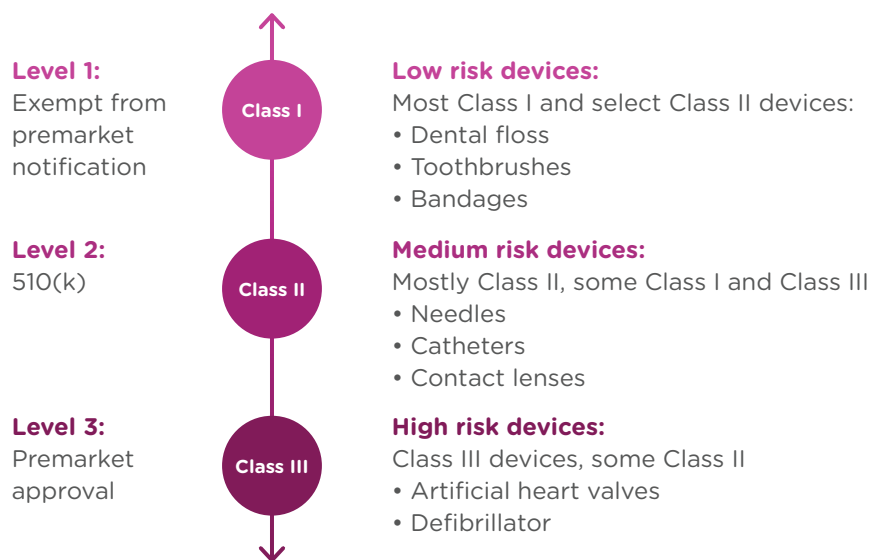 Level 1:
Exempt from
premarket
notification
Class I
Low risk devices:
Most Class I and select Class II devices:
• Dental floss
• Toothbrushes
• Bandages
Level 2:
510(k)
Class II
Medium risk devices:
Mostly Class II, some Class I and Class III
• Needles
• Catheters
• Contact lenses
Level 3:
Premarket
approval
Class III
High risk devices:
Class III devices, some Class II
• Artificial heart valves
• Defibrillator